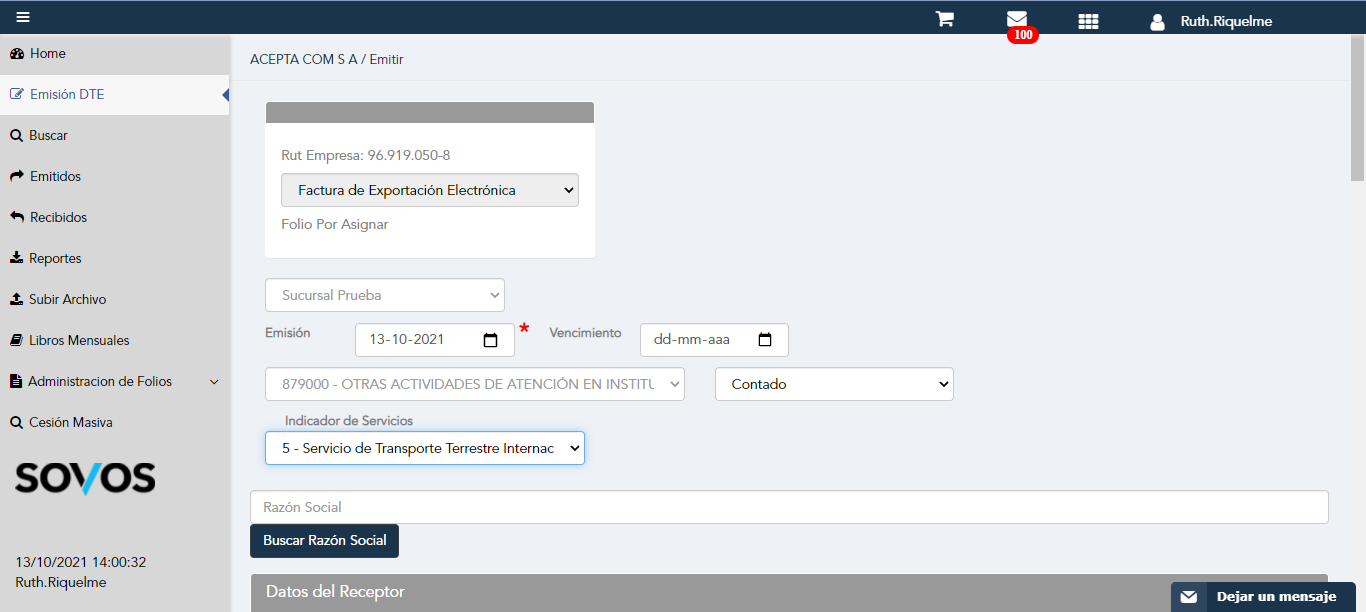 Ruth.Riquelme
100
Home
Emisión DTE
Buscar
Emitidos
Recibidos
Reportes
Subir Archivo
Libros Mensuales
Administracion de Folios
Cesión Masiva
SOVOS
13/10/2021 14:00:32
Ruth.Riquelme
ACEPTA COM S A / Emitir
Rut Empresa: 96.919.050-8
Factura de Exportación Electrónica
Folio Por Asignar
Sucursal Prueba
Emisión 13-10-2021 * Vencimiento dd-mm-aaa
879000 - OTRAS ACTIVIDADES DE ATENCIÓN EN INSTITU Contado
Indicador de Servicios
5 - Servicio de Transporte Terrestre Internac
Razón Social
Buscar Razón Social
Datos del Receptor
Dejar un mensaje